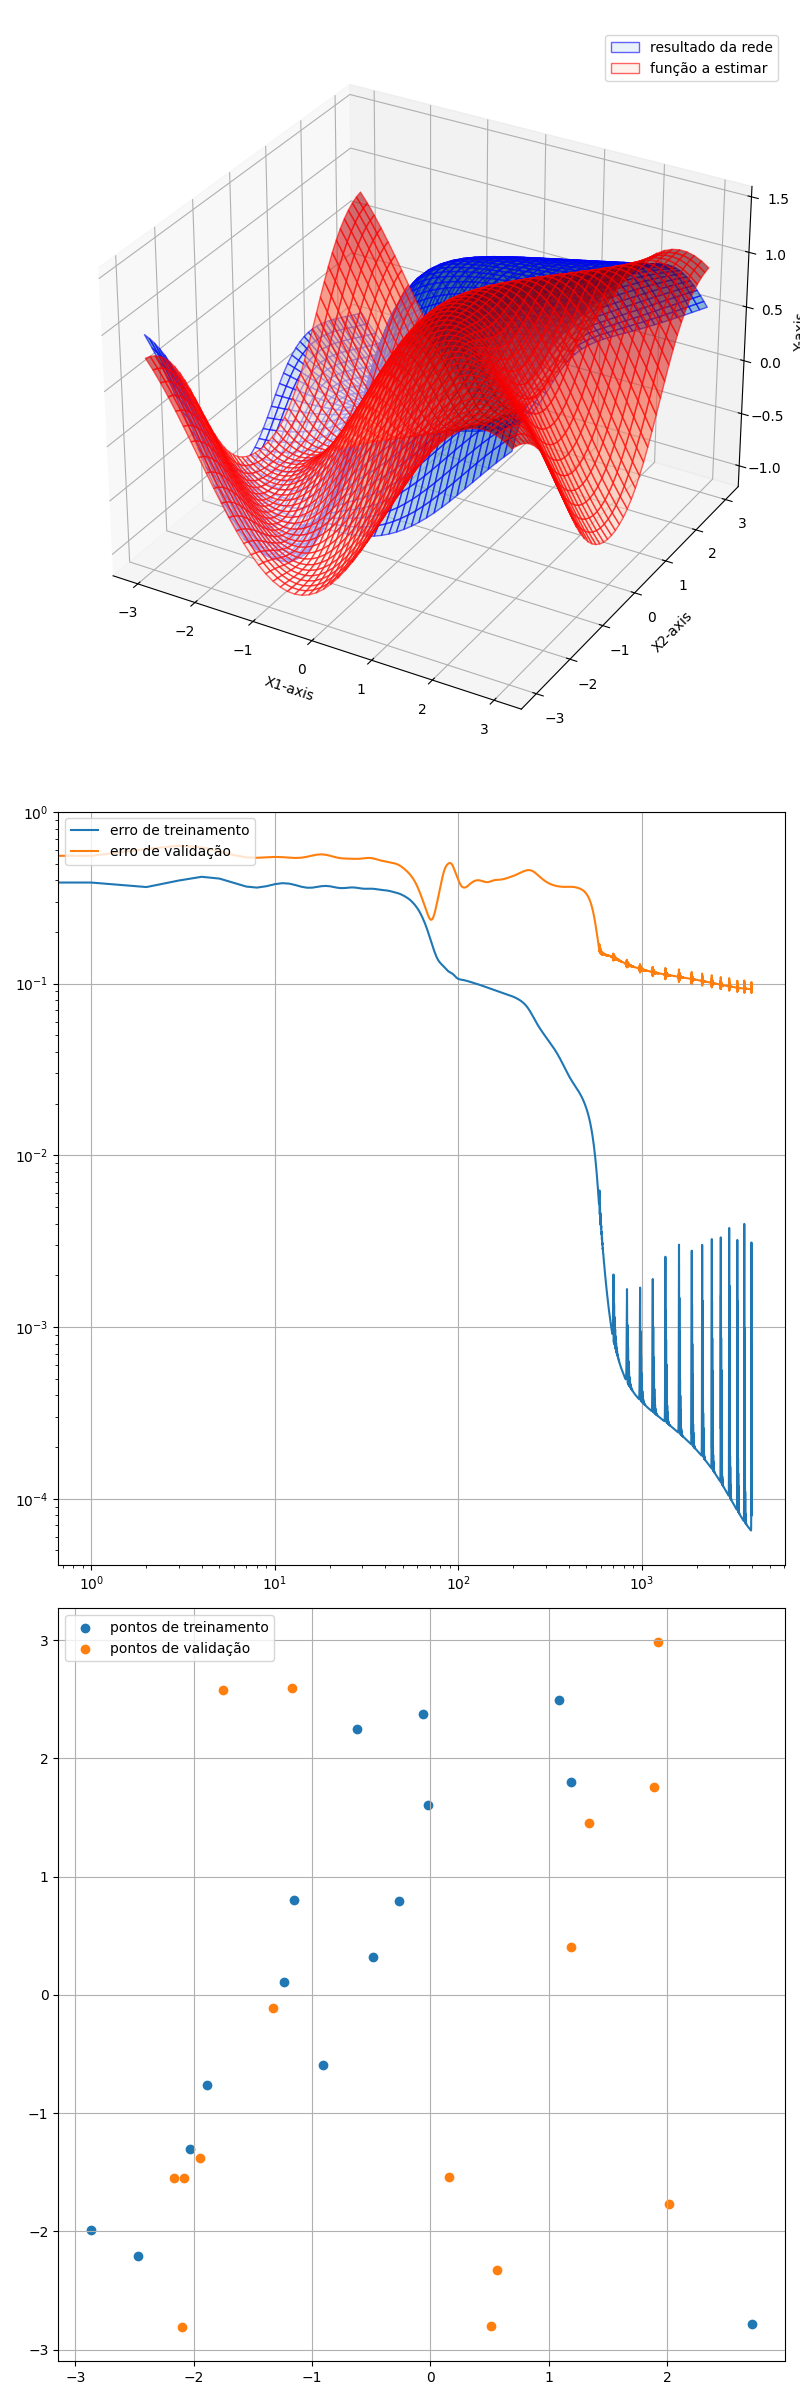 resultado da rede
função a estimar
1.5
1.0
0.5
0.0
−0.5
−1.0
Y-axis
−3
−2
−1
0
1
2
3
X1-axis
−3
−2
−1
0
1
2
3
X2-axis
erro de treinamento
erro de validação
10⁰
10⁻¹
10⁻²
10⁻³
10⁻⁴
10⁰ 10¹ 10² 10³
pontos de treinamento
pontos de validação
3
2
1
0
−1
−2
−3
−3 −2 −1 0 1 2